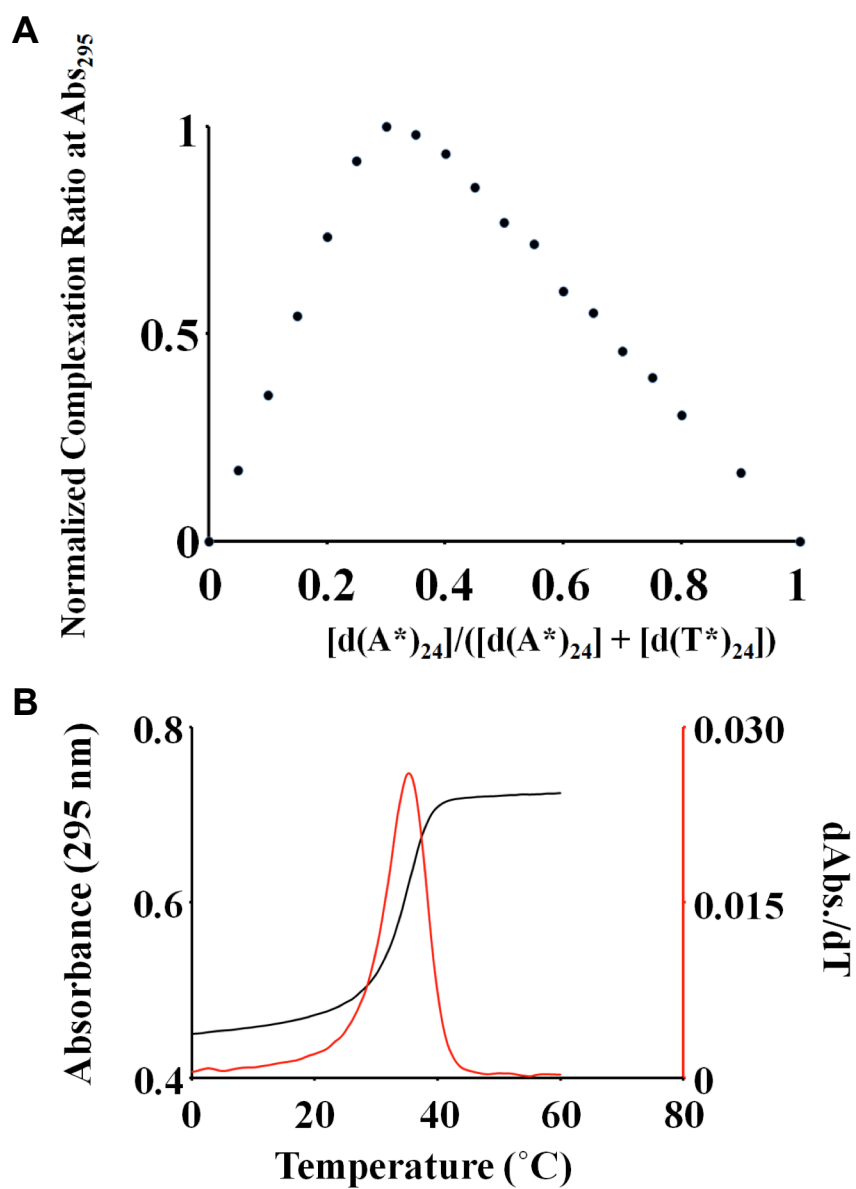 A
Normalized Complexation Ratio at Abs295
1
0.5
0
0 0.2 0.4 0.6 0.8 1
[d(A*)24]/([d(A*)24] + [d(T*)24])
B
Absorbance (295 nm)
0.8
0.6
0.4
0.030
0.015
0
dAbs./dT
0 20 40 60 80
Temperature (˚C)